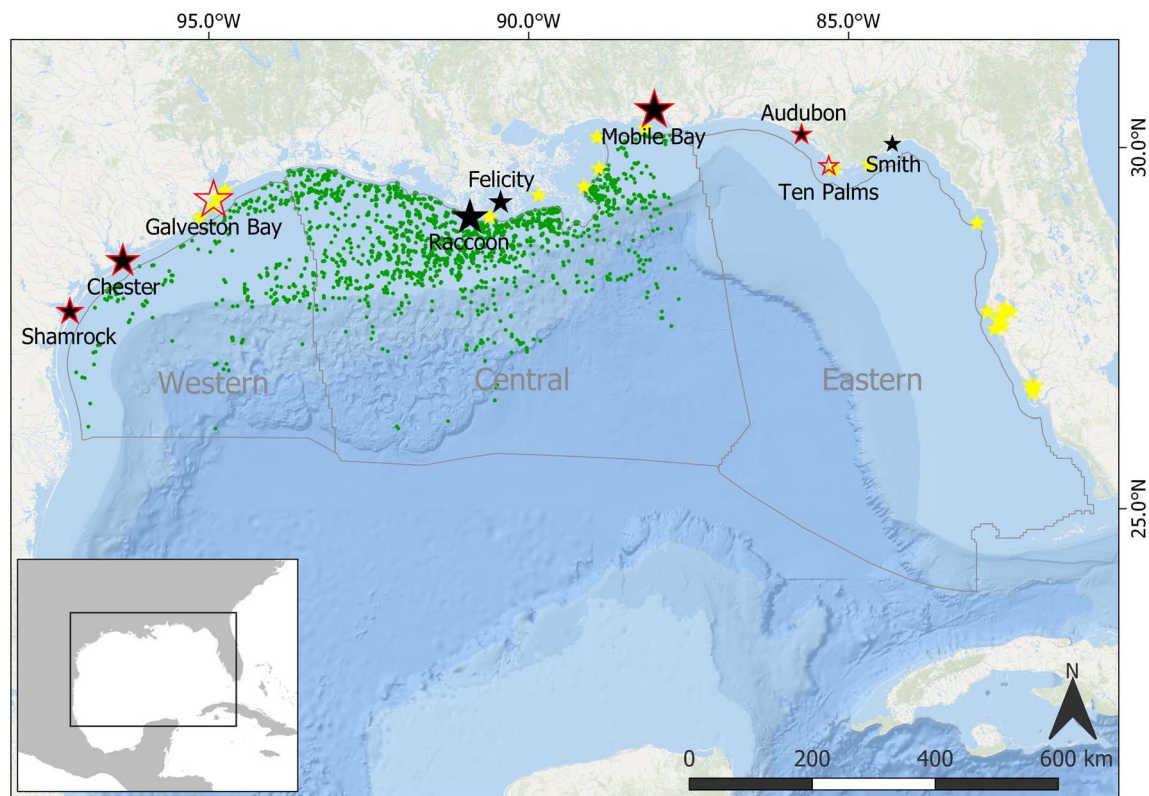 95.0°W
90.0°W
85.0°W
Audubon
Mobile Bay
30.0°N
Smith
Felicity
Ten Palms
Galveston Bay
Raccoon
Chester
Shamrock
Western
Central
Eastern
25.0°N
N
0
200
400
600 km